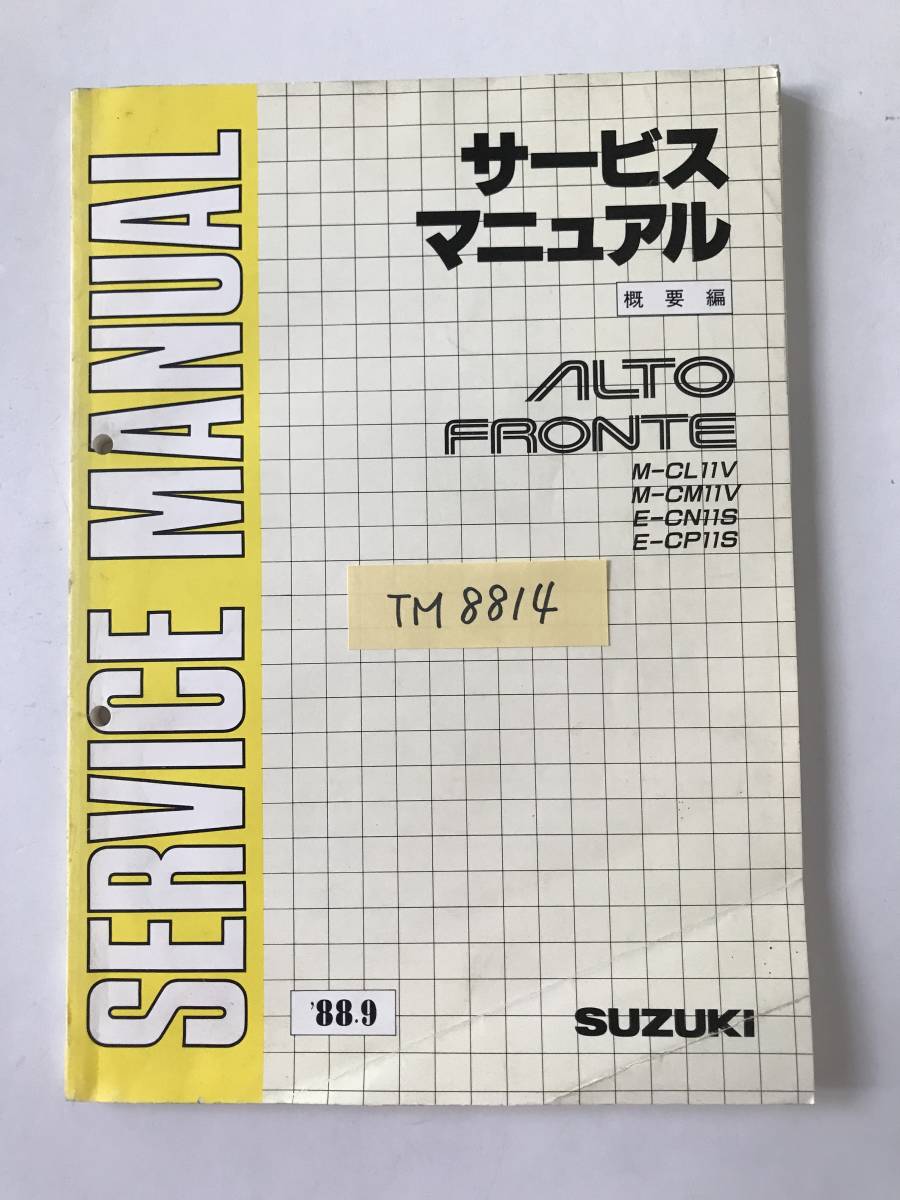 SERVICE MANUAL
サービス
マニュアル
概要編
ALTO
FRONTE
M-CL11V
M-CM11V
E-CN11S
E-CP11S
TM 8814
'88.9
SUZUKI